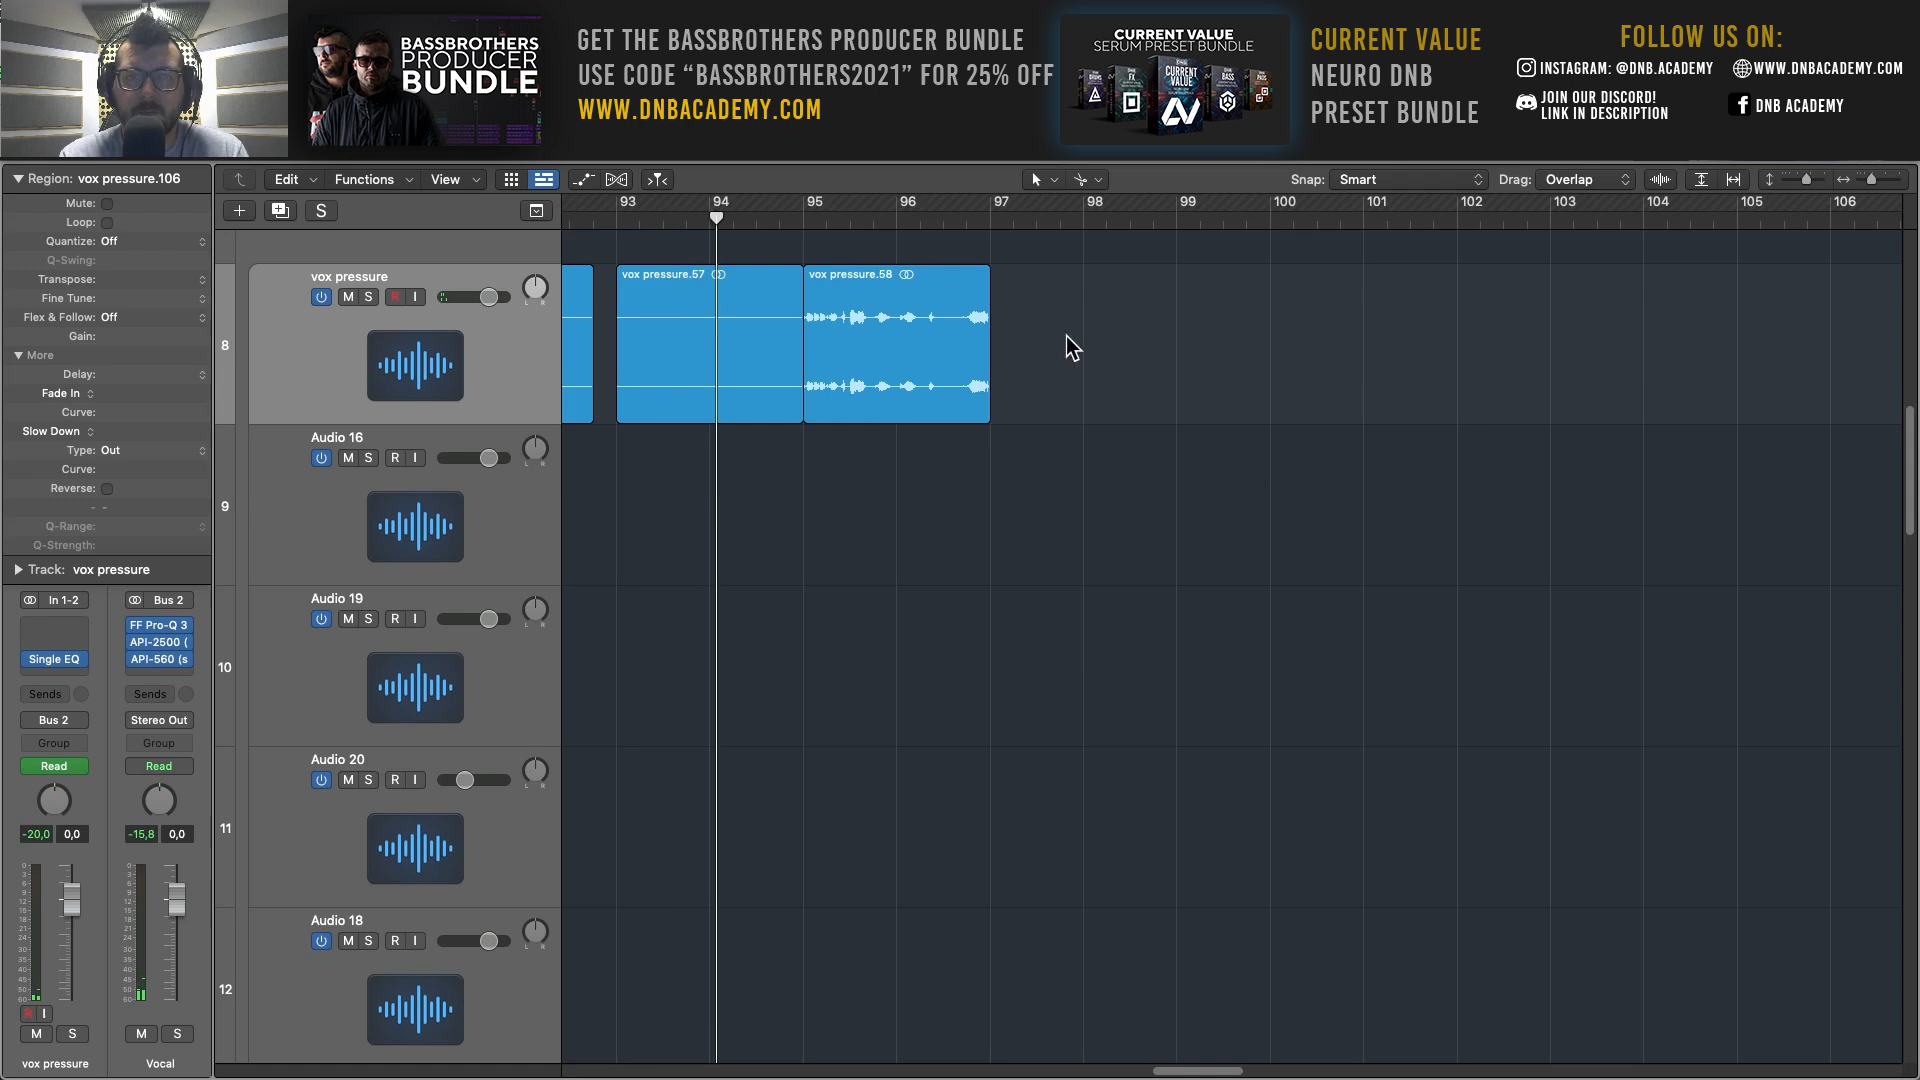 BASSBROTHERS
PRODUCER
BUNDLE
GET THE BASSBROTHERS PRODUCER BUNDLE
USE CODE “BASSBROTHERS2021” FOR 25% OFF
WWW.DNBACADEMY.COM
CURRENT VALUE
SERUM PRESET BUNDLE
CURRENT VALUE
NEURO DNB
PRESET BUNDLE
FOLLOW US ON:
INSTAGRAM: @DNB.ACADEMY
WWW.DNBACADEMY.COM
JOIN OUR DISCORD!
LINK IN DESCRIPTION
DNB ACADEMY
Region: vox pressure.106
Mute:
Loop:
Quantize: Off
Q-Swing:
Transpose:
Fine Tune:
Flex & Follow: Off
Gain:
More
Delay:
Fade In
Curve:
Slow Down
Type: Out
Curve:
Reverse:
- -
Q-Range:
Q-Strength:
Track: vox pressure
In 1-2
Bus 2
FF Pro-Q 3
API-2500 (
Single EQ
API-560 (s
Sends
Sends
Bus 2
Stereo Out
Group
Group
Read
Read
-20,0 0,0
-15,8 0,0
R I
M S
M S
vox pressure
Vocal
Edit Functions View
Snap: Smart
Drag: Overlap
S
93 94 95 96 97 98 99 100 101 102 103 104 105 106
8
vox pressure
M S R I
L R
vox pressure.57
vox pressure.58
9
Audio 16
M S R I
L R
10
Audio 19
M S R I
L R
11
Audio 20
M S R I
L R
12
Audio 18
M S R I
L R